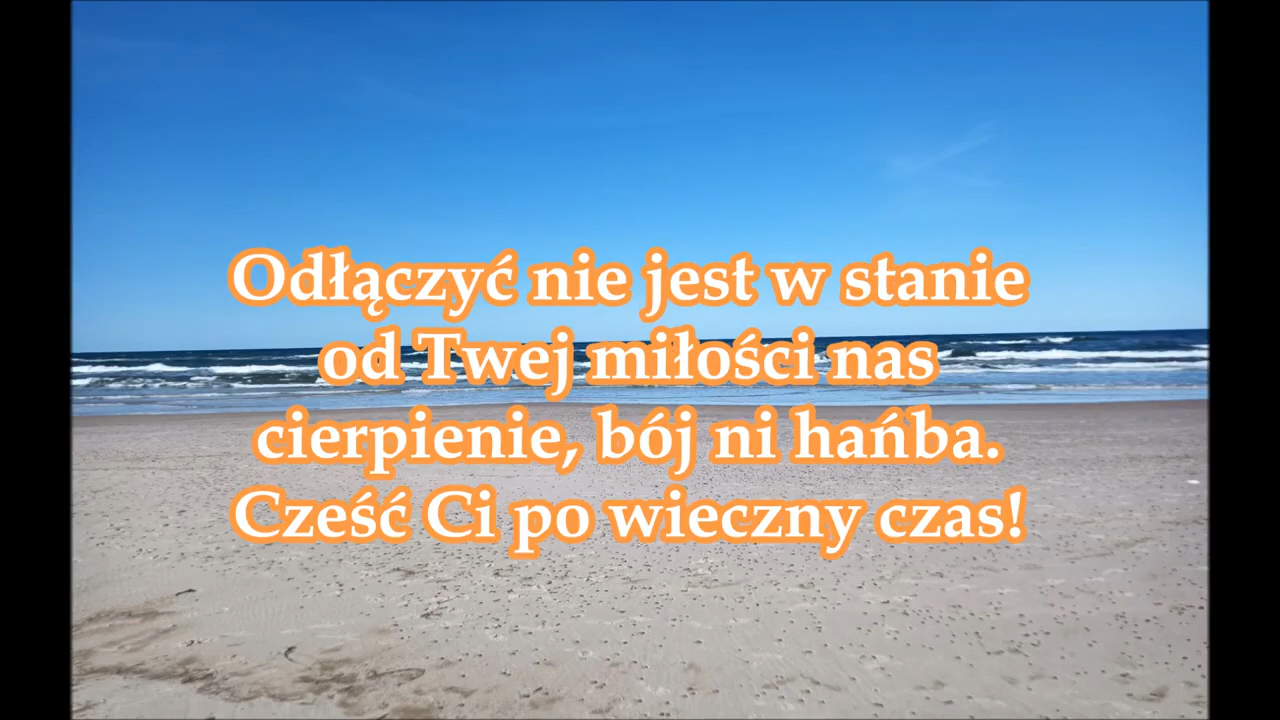 Odłączyć nie jest w stanie
od Twej miłości nas
cierpienie, bój ni hańba.
Cześć Ci po wieczny czas!